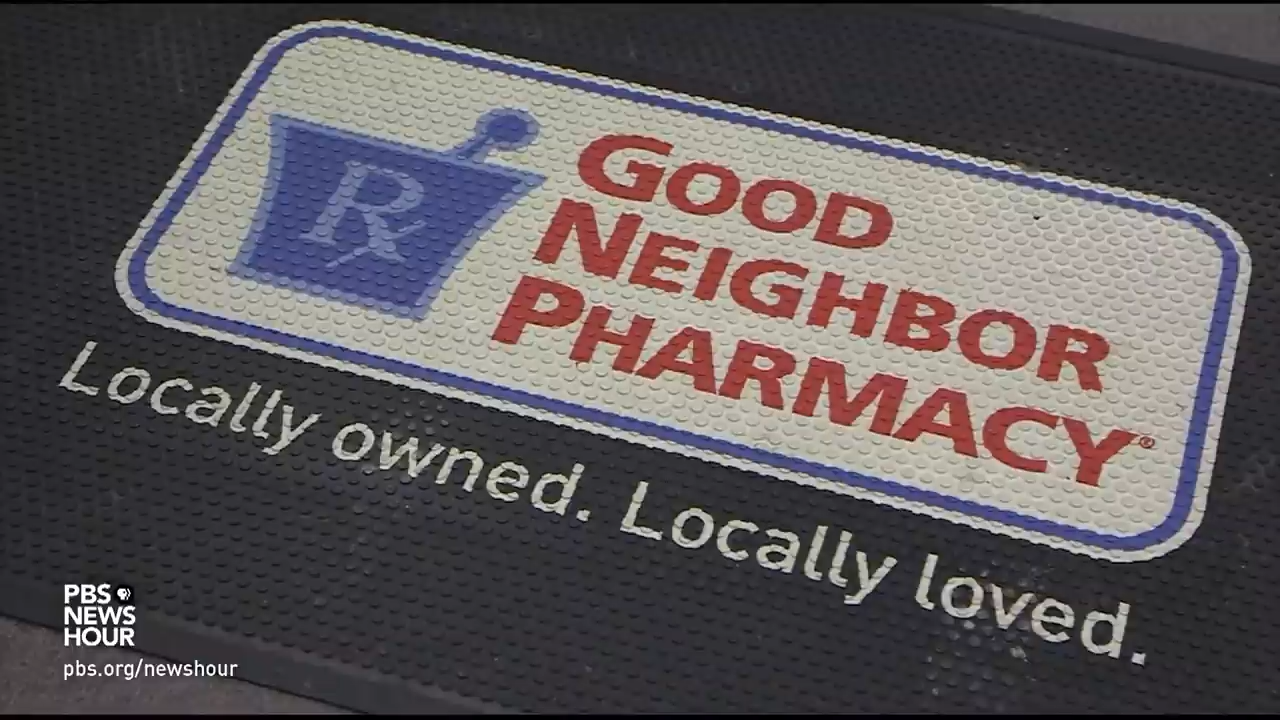 Rx
GOOD
NEIGHBOR
PHARMACY®
Locally owned. Locally loved.
PBS
NEWS
HOUR
pbs.org/newshour